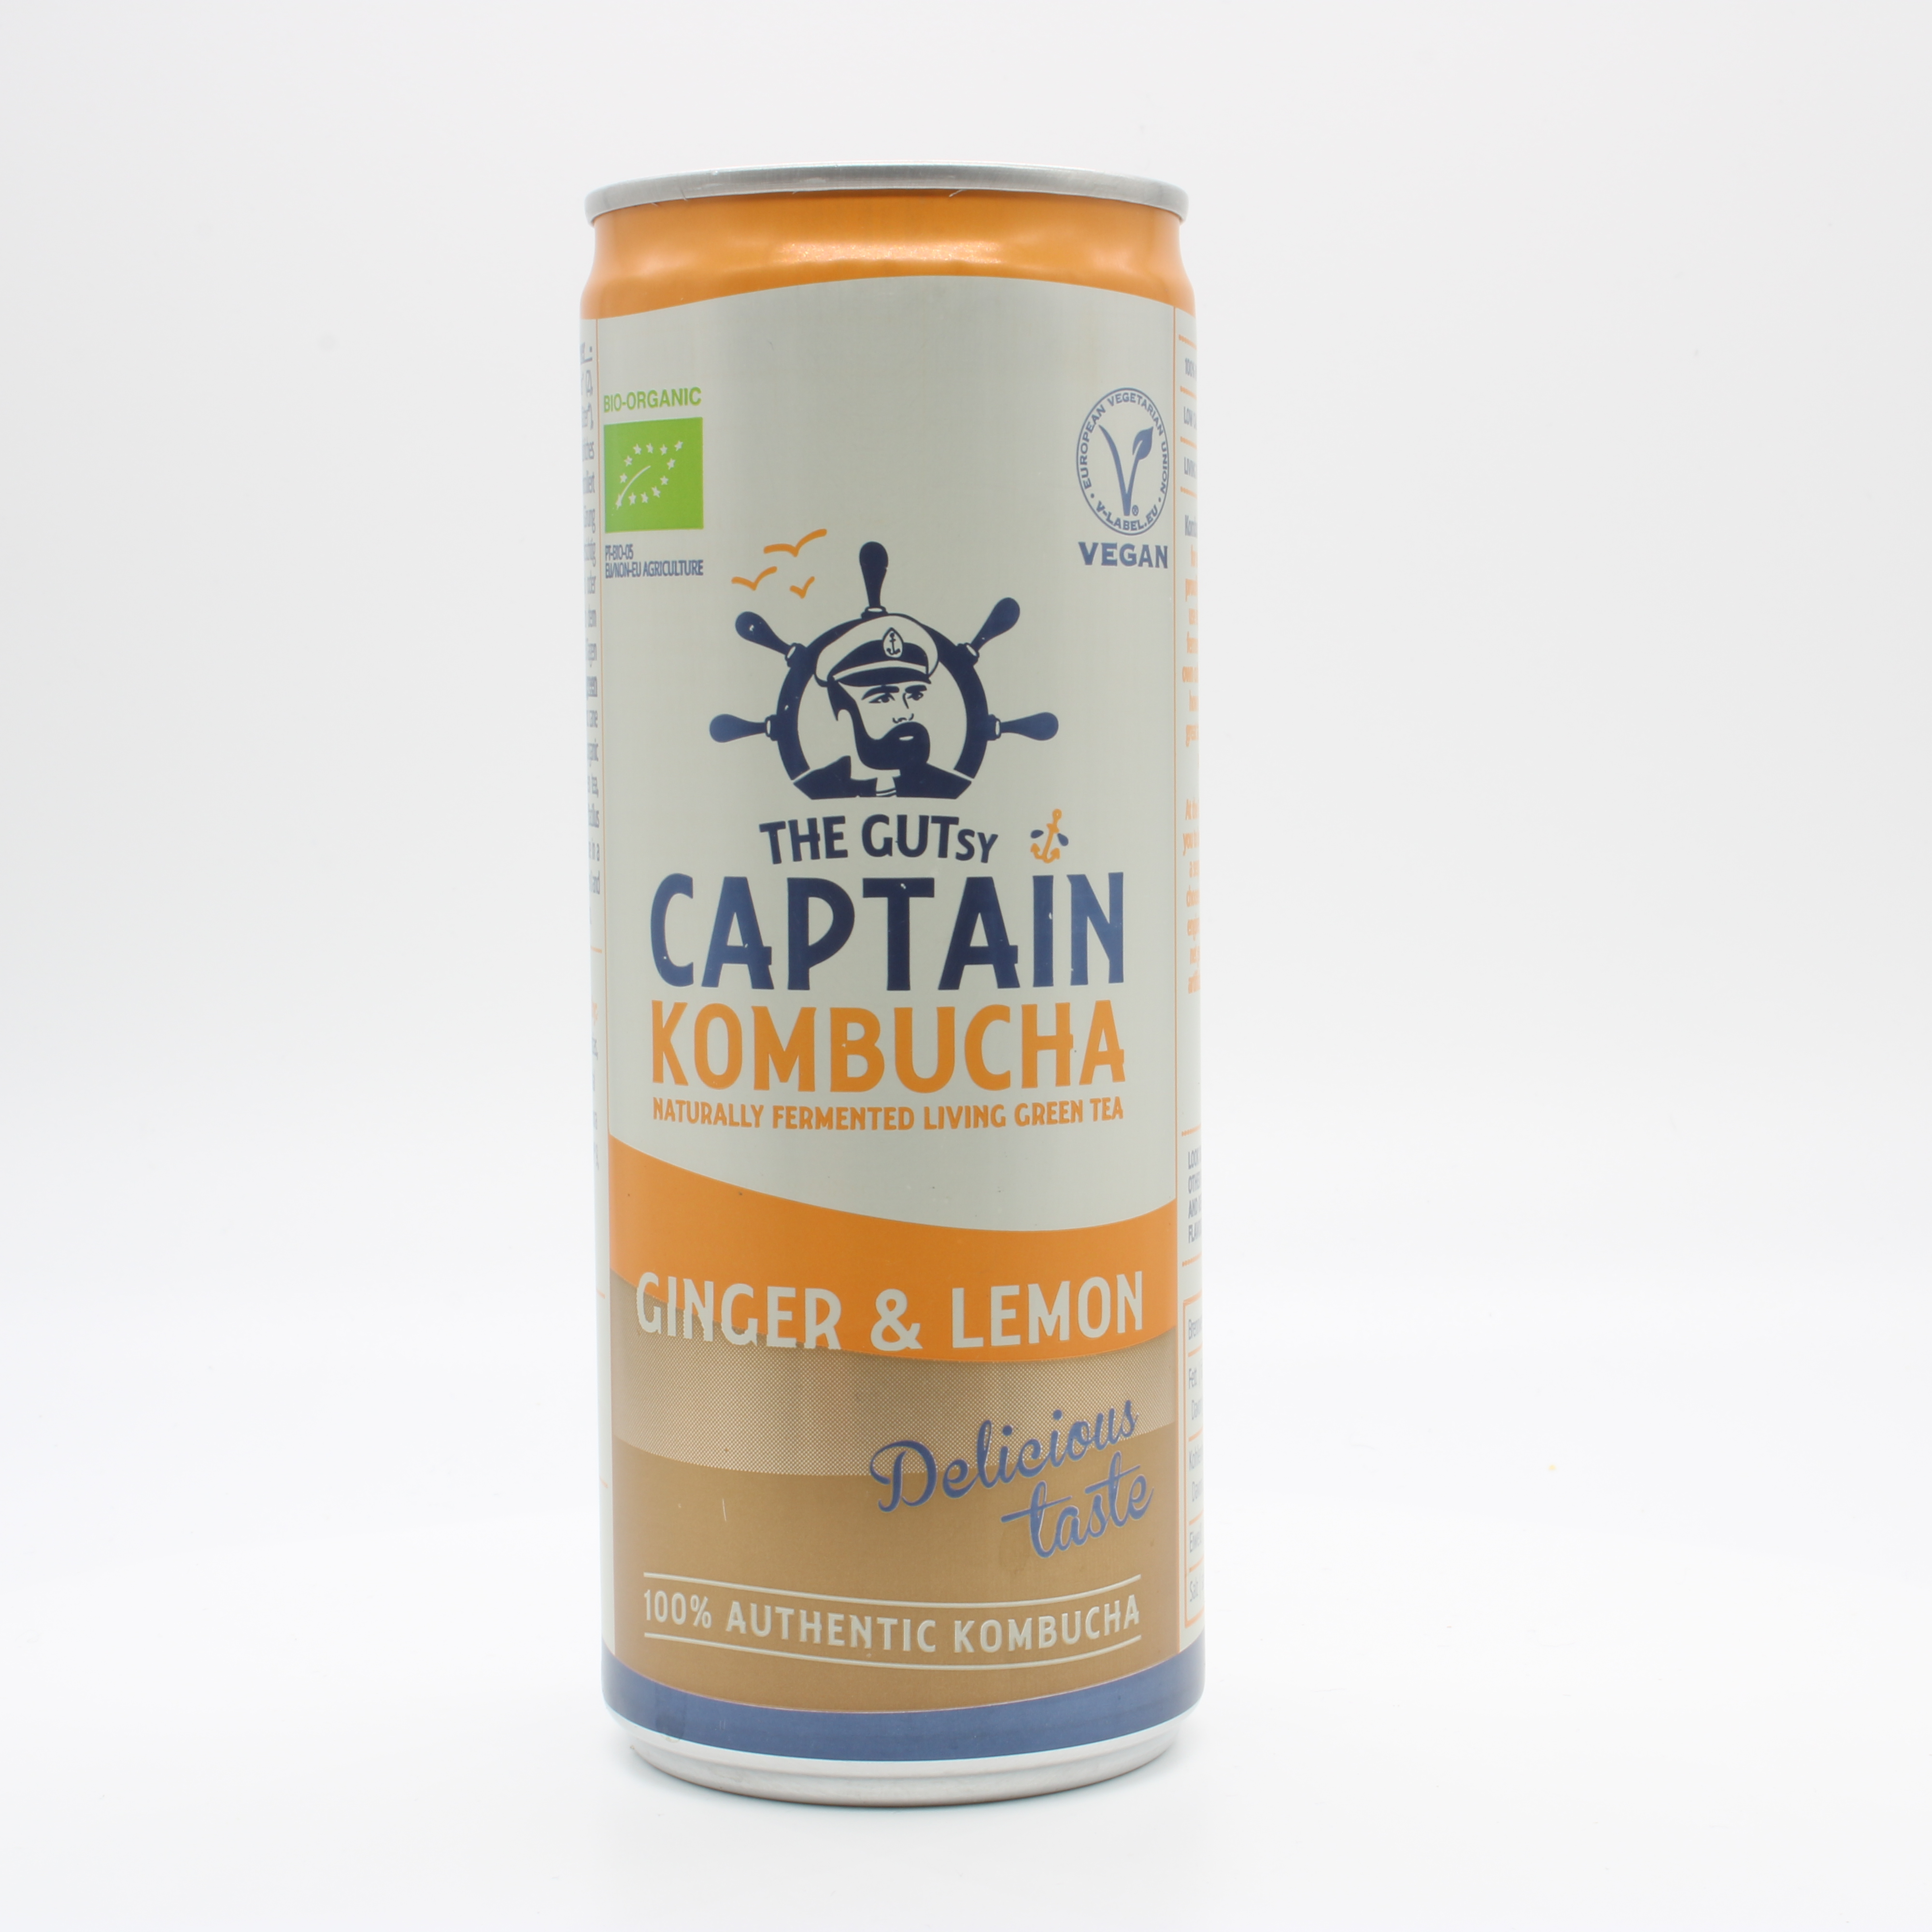 BIO-ORGANIC
PT-BIO-05
EU/NON-EU AGRICULTURE
EUROPEAN VEGETARIAN UNION
V-LABEL.EU
VEGAN
THE GUTSY
CAPTAIN
KOMBUCHA
NATURALLY FERMENTED LIVING GREEN TEA
GINGER & LEMON
Delicious
taste
100% AUTHENTIC KOMBUCHA